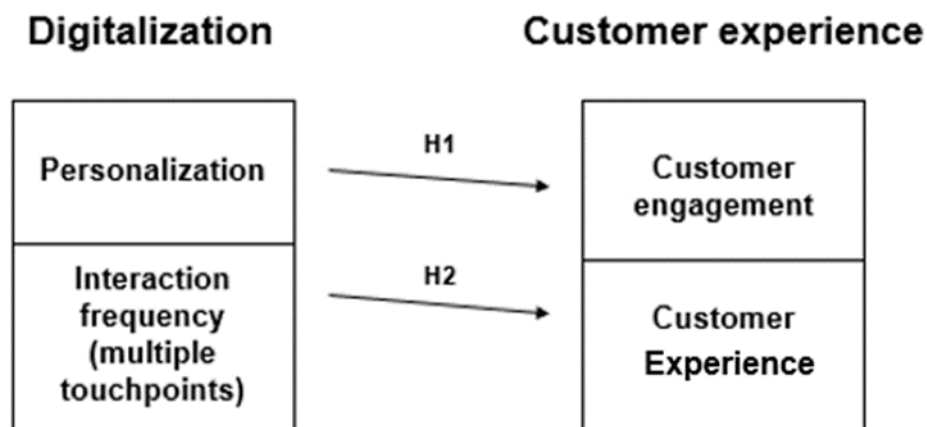 Digitalization
Customer experience
Personalization
H1
Customer
engagement
Interaction
frequency
(multiple
touchpoints)
H2
Customer
Experience